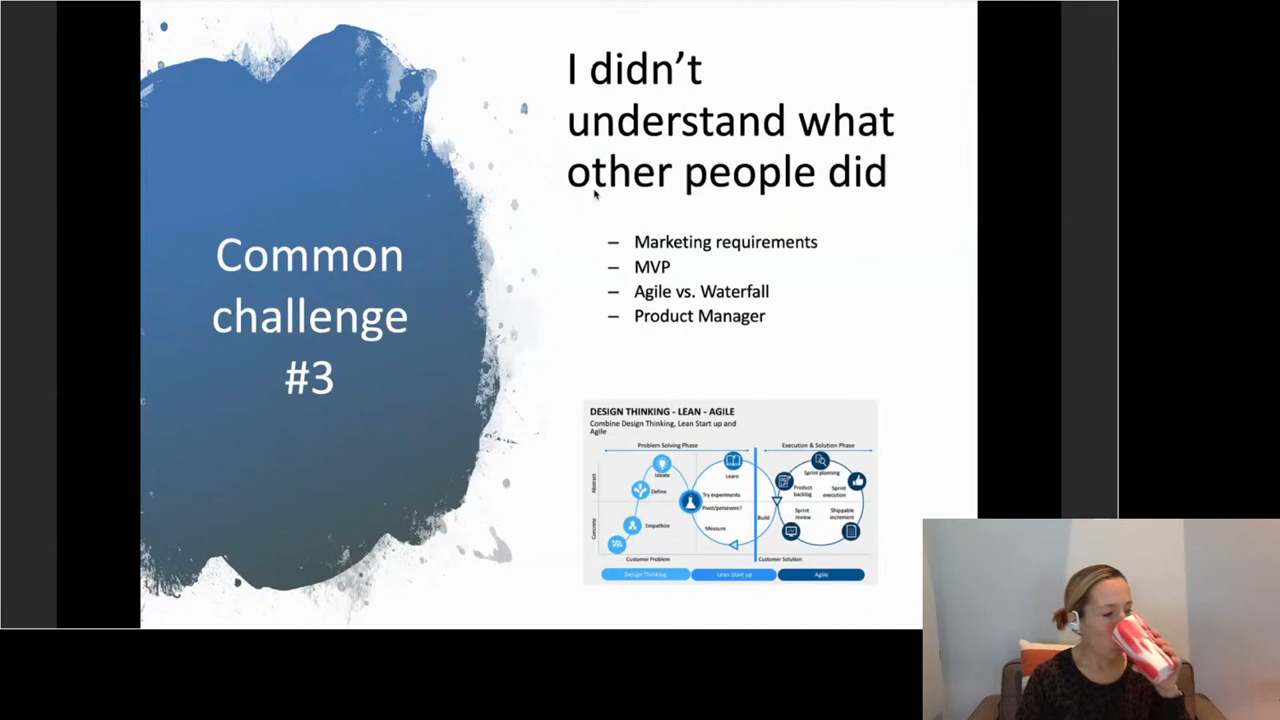 Common
challenge
#3
I didn’t
understand what
other people did
– Marketing requirements
– MVP
– Agile vs. Waterfall
– Product Manager
DESIGN THINKING - LEAN - AGILE
Combine Design Thinking, Lean Start up and
Agile
Problem Solving Phase
Execution & Solution Phase
Abstract
Concrete
Ideate
Define
Empathize
Learn
Try experiments
Pivot/persevere?
Measure
Build
Sprint planning
Product
backlog
Sprint
execution
Sprint
review
Shippable
increment
Customer Problem
Customer Solution
Design Thinking
Lean Start up
Agile